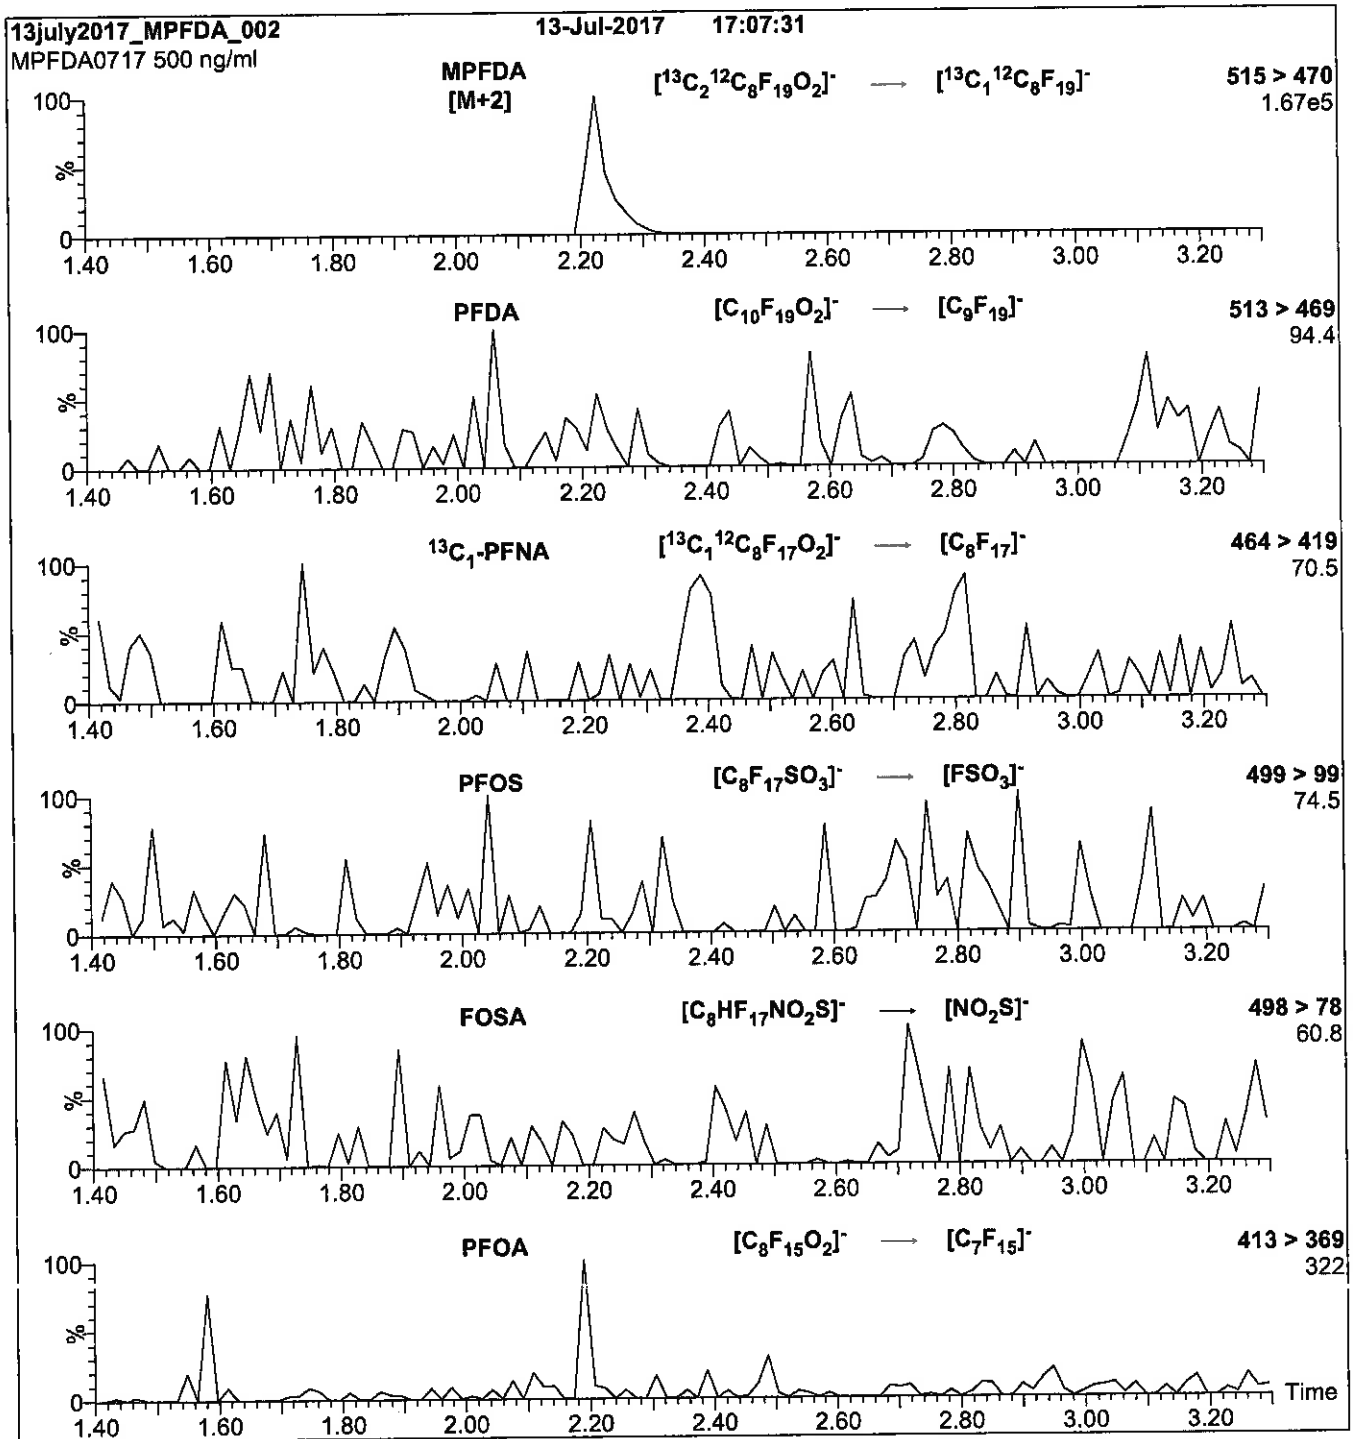 13july2017_MPFDA_002 13-Jul-2017 17:07:31
MPFDA0717 500 ng/ml
MPFDA [¹³C₂¹²C₈F₁₉O₂]⁻ → [¹³C₁¹²C₈F₁₉]⁻ 515 > 470
[M+2] 1.67e5
100
%
0
1.40 1.60 1.80 2.00 2.20 2.40 2.60 2.80 3.00 3.20
PFDA [C₁₀F₁₉O₂]⁻ → [C₉F₁₉]⁻ 513 > 469
94.4
100
%
0
1.40 1.60 1.80 2.00 2.20 2.40 2.60 2.80 3.00 3.20
¹³C₁-PFNA [¹³C₁¹²C₈F₁₇O₂]⁻ → [C₈F₁₇]⁻ 464 > 419
70.5
100
%
0
1.40 1.60 1.80 2.00 2.20 2.40 2.60 2.80 3.00 3.20
PFOS [C₈F₁₇SO₃]⁻ → [FSO₃]⁻ 499 > 99
74.5
100
%
0
1.40 1.60 1.80 2.00 2.20 2.40 2.60 2.80 3.00 3.20
FOSA [C₈HF₁₇NO₂S]⁻ → [NO₂S]⁻ 498 > 78
60.8
100
%
0
1.40 1.60 1.80 2.00 2.20 2.40 2.60 2.80 3.00 3.20
PFOA [C₈F₁₅O₂]⁻ → [C₇F₁₅]⁻ 413 > 369
322
100
%
0 Time
1.40 1.60 1.80 2.00 2.20 2.40 2.60 2.80 3.00 3.20